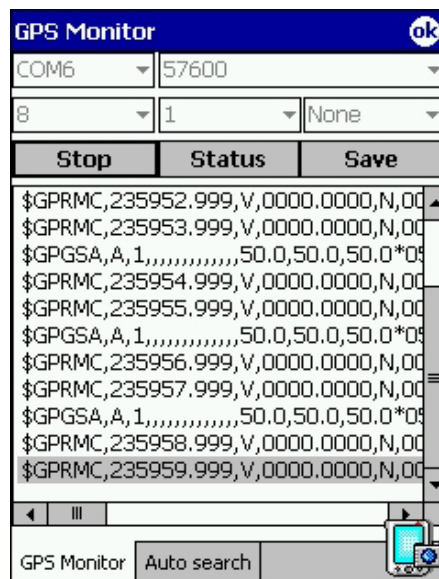 GPS Monitor ok
COM6 57600
8 1 None
Stop Status Save
$GPRMC,235952.999,V,0000.0000,N,00
$GPRMC,235953.999,V,0000.0000,N,00
$GPGSA,A,1,,,,,,,,,,,,,50.0,50.0,50.0*05
$GPRMC,235954.999,V,0000.0000,N,00
$GPRMC,235955.999,V,0000.0000,N,00
$GPGSA,A,1,,,,,,,,,,,,,50.0,50.0,50.0*05
$GPRMC,235956.999,V,0000.0000,N,00
$GPRMC,235957.999,V,0000.0000,N,00
$GPGSA,A,1,,,,,,,,,,,,,50.0,50.0,50.0*05
$GPRMC,235958.999,V,0000.0000,N,00
$GPRMC,235959.999,V,0000.0000,N,00
GPS Monitor Auto search